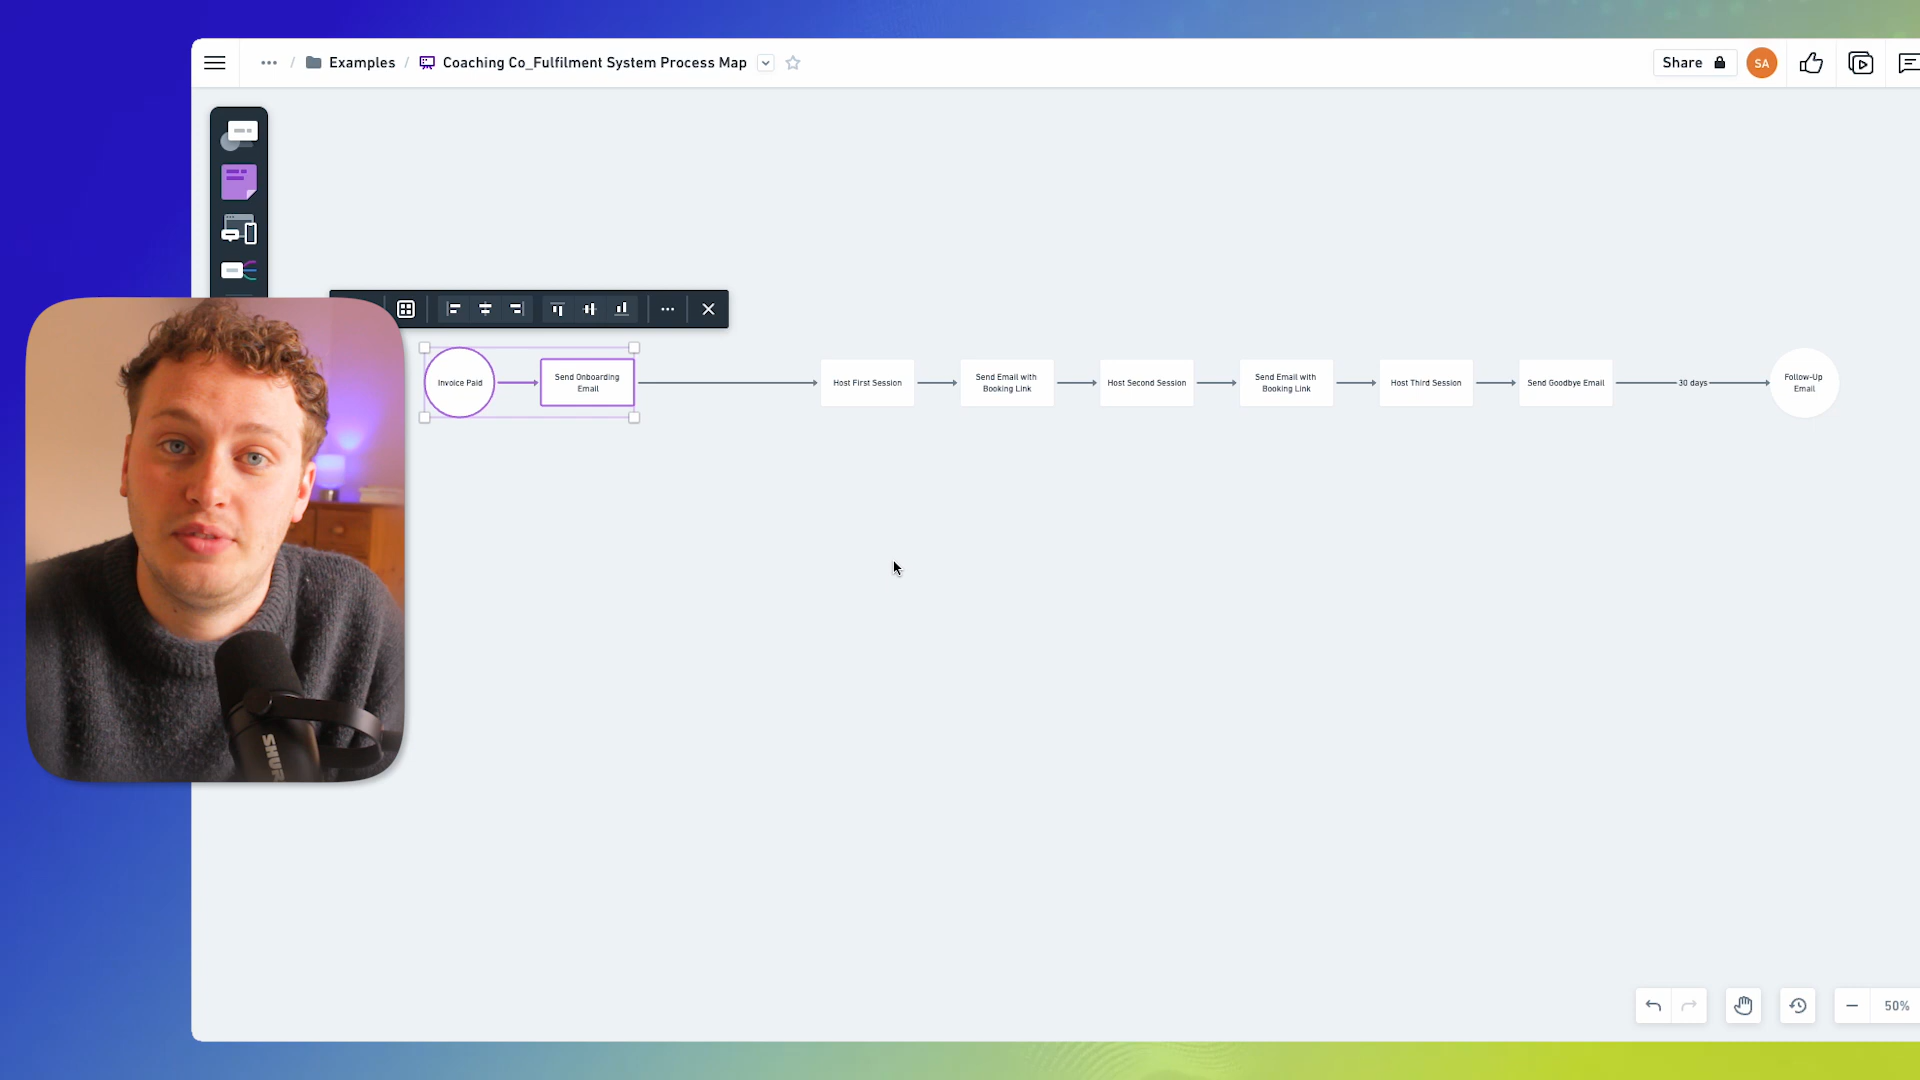 Examples / Coaching Co_Fulfilment System Process Map
Share
SA
Invoice Paid
Send Onboarding
Email
Host First Session
Send Email with
Booking Link
Host Second Session
Send Email with
Booking Link
Host Third Session
Send Goodbye Email
30 days
Follow-Up
Email
SHUR
50%